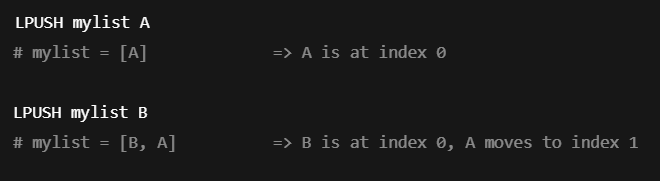 LPUSH mylist A
# mylist = [A]             => A is at index 0
LPUSH mylist B
# mylist = [B, A]          => B is at index 0, A moves to index 1